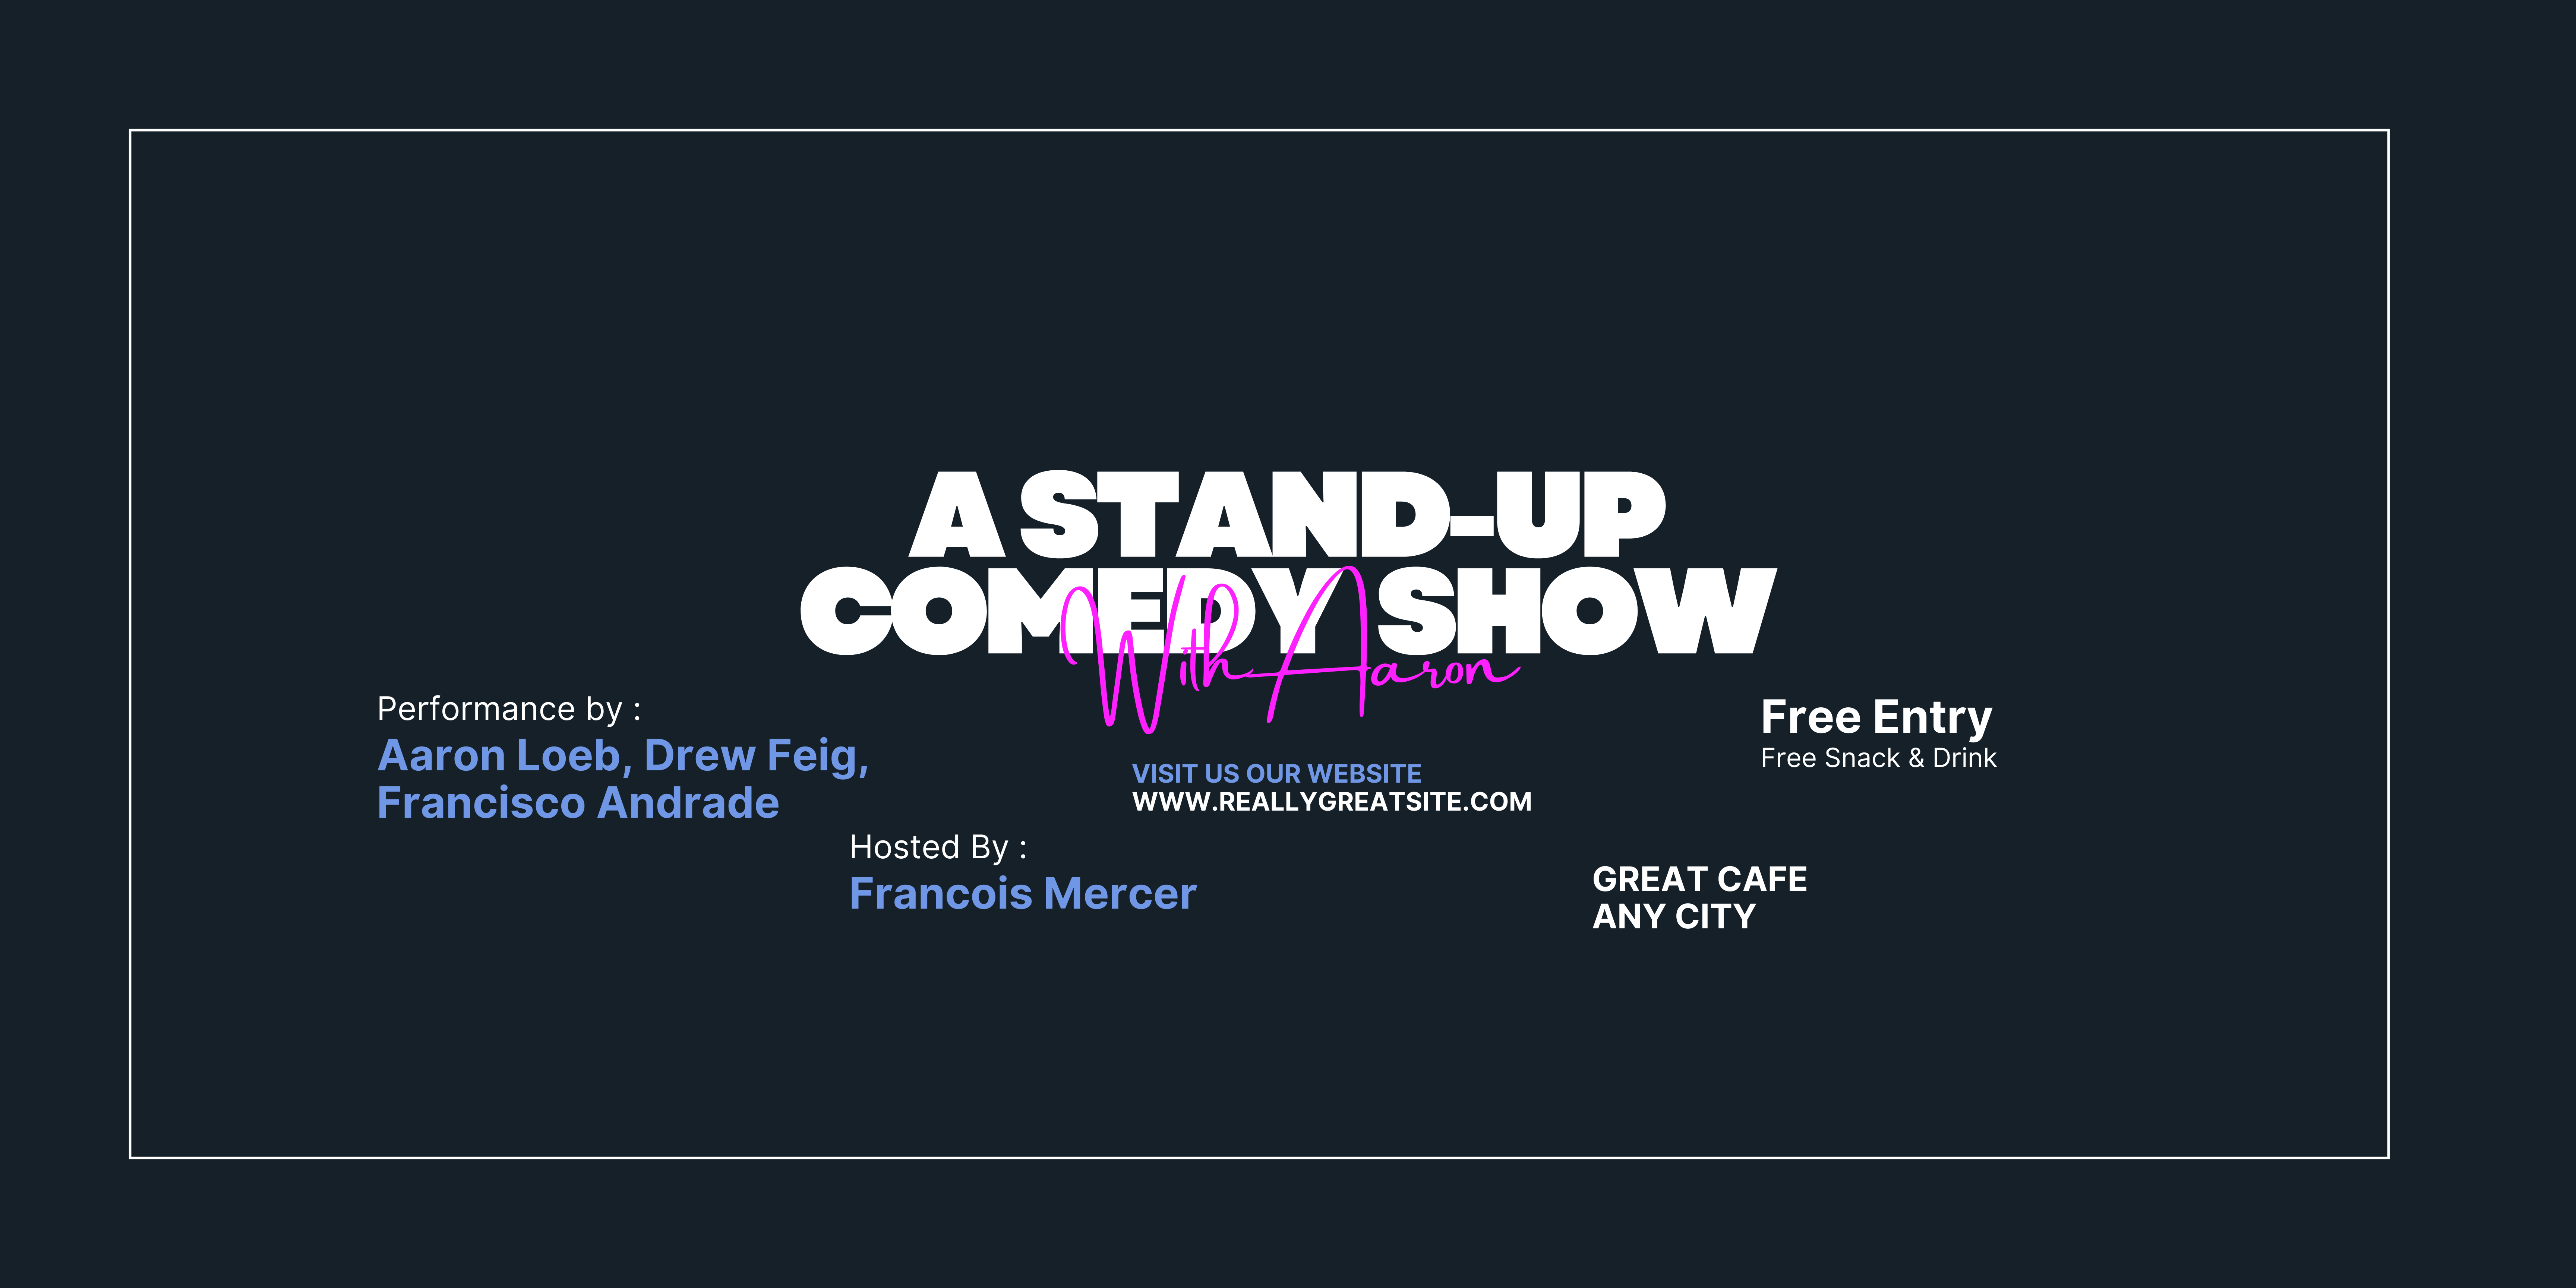 A STAND-UP
COMEDY SHOW
With Aaron
Performance by :
Aaron Loeb, Drew Feig,
Francisco Andrade
Free Entry
Free Snack & Drink
VISIT US OUR WEBSITE
WWW.REALLYGREATSITE.COM
Hosted By :
Francois Mercer
GREAT CAFE
ANY CITY